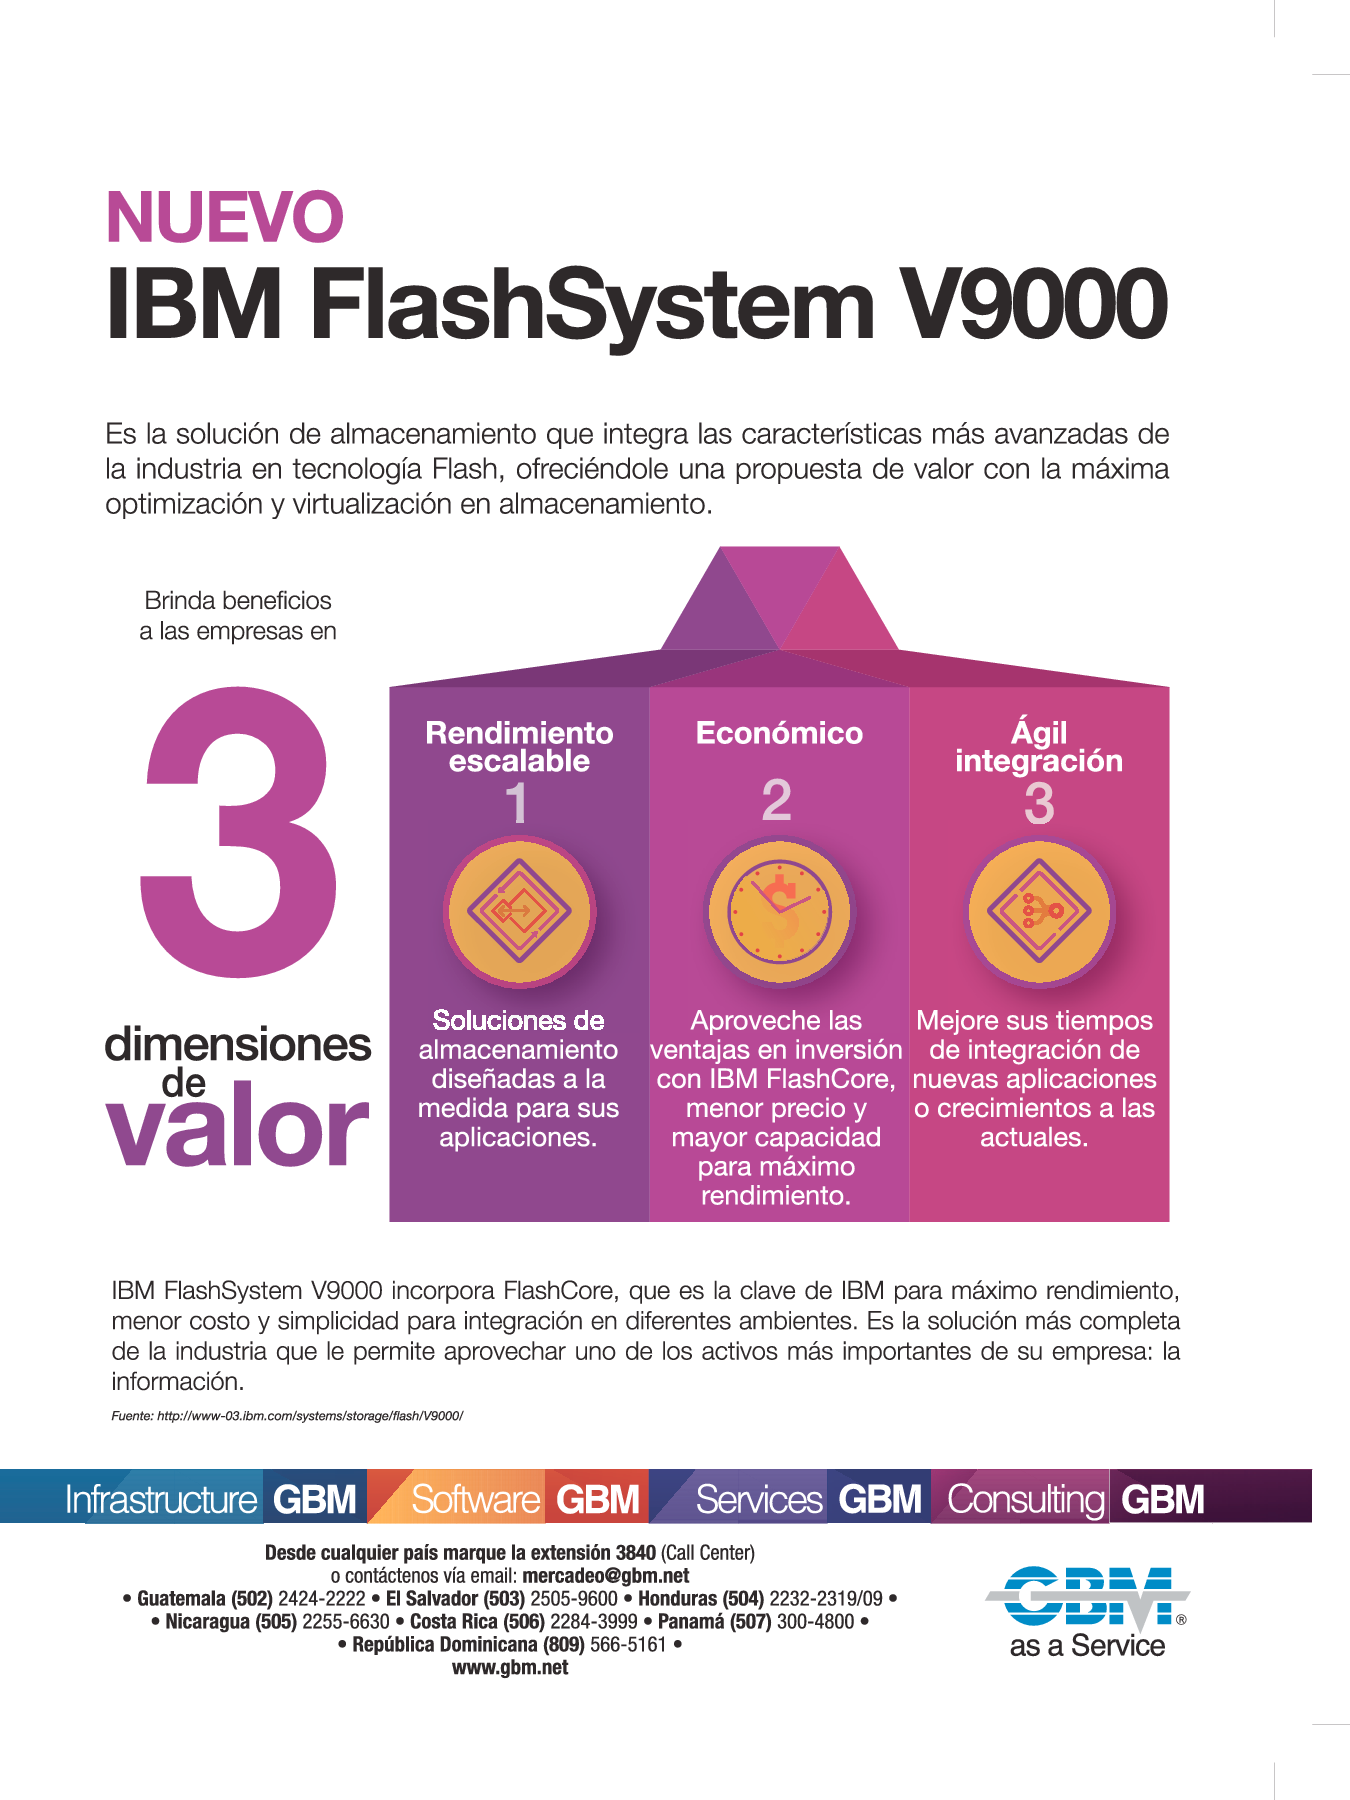 NUEVO
IBM FlashSystem V9000
Es la solución de almacenamiento que integra las características más avanzadas de
la industria en tecnología Flash, ofreciéndole una propuesta de valor con la máxima
optimización y virtualización en almacenamiento.
Brinda beneficios
a las empresas en
3
dimensiones
de
valor
Rendimiento
escalable
1
Soluciones de
almacenamiento
diseñadas a la
medida para sus
aplicaciones.
Económico
2
$
Aproveche las
ventajas en inversión
con IBM FlashCore,
menor precio y
mayor capacidad
para máximo
rendimiento.
Ágil
integración
3
Mejore sus tiempos
de integración de
nuevas aplicaciones
o crecimientos a las
actuales.
IBM FlashSystem V9000 incorpora FlashCore, que es la clave de IBM para máximo rendimiento,
menor costo y simplicidad para integración en diferentes ambientes. Es la solución más completa
de la industria que le permite aprovechar uno de los activos más importantes de su empresa: la
información.
Fuente: http://www-03.ibm.com/systems/storage/flash/V9000/
Infrastructure GBM Software GBM Services GBM Consulting GBM
Desde cualquier país marque la extensión 3840 (Call Center)
o contáctenos vía email: mercadeo@gbm.net
• Guatemala (502) 2424-2222 • El Salvador (503) 2505-9600 • Honduras (504) 2232-2319/09 •
• Nicaragua (505) 2255-6630 • Costa Rica (506) 2284-3999 • Panamá (507) 300-4800 •
• República Dominicana (809) 566-5161 •
www.gbm.net
GBM®
as a Service